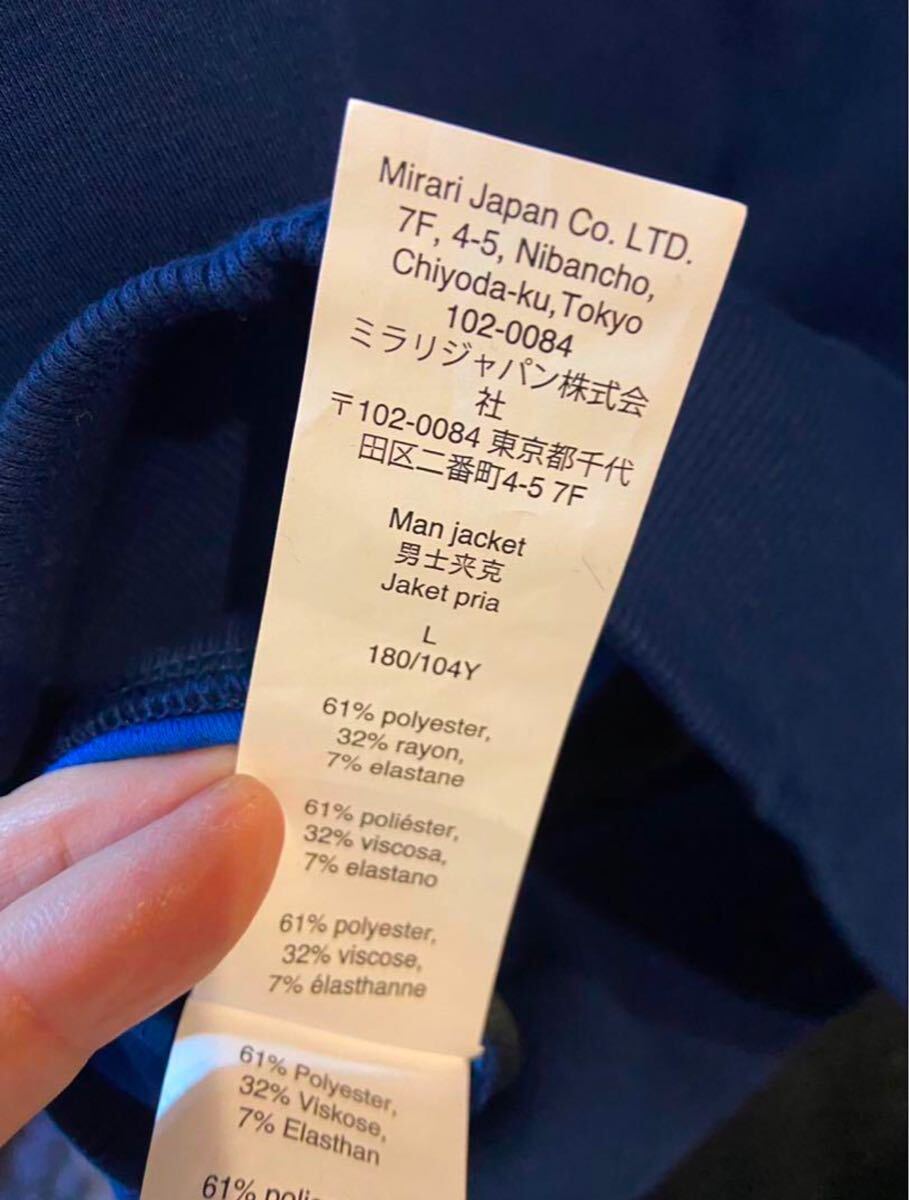 Mirari Japan Co. LTD.
7F, 4-5, Nibancho,
Chiyoda-ku,Tokyo
102-0084
ミラリジャパン株式会
社
〒102-0084 東京都千代
田区二番町4-5 7F
Man jacket
男士夹克
Jaket pria
L
180/104Y
61% polyester,
32% rayon,
7% elastane
61% poliéster,
32% viscosa,
7% elastano
61% polyester,
32% viscose,
7% élasthanne
61% Polyester,
32% Viskose,
7% Elasthan
61%